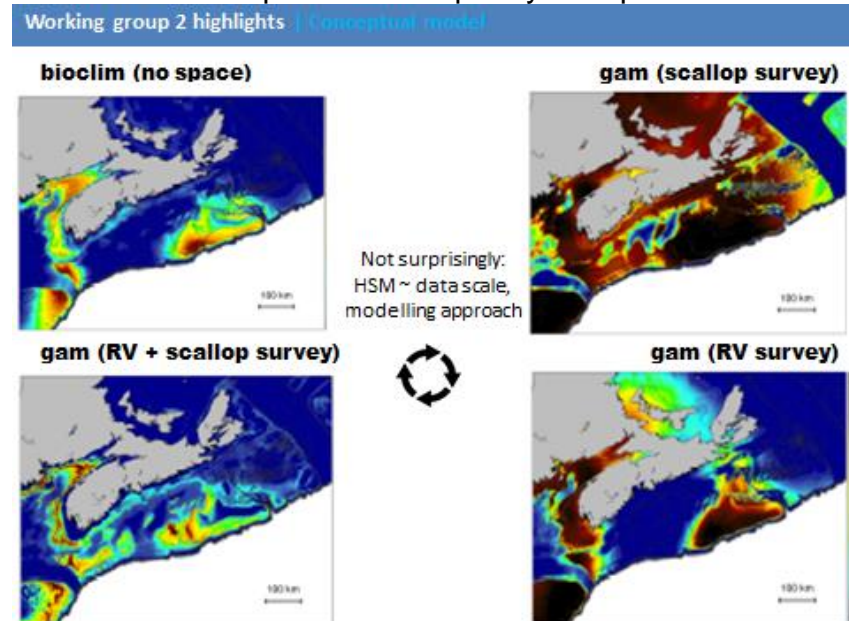 Working group 2 highlights | Conceptual model
bioclim (no space)
gam (scallop survey)
100 km
Not surprisingly:
HSM ~ data scale,
modelling approach
100 km
gam (RV + scallop survey)
gam (RV survey)
100 km
100 km